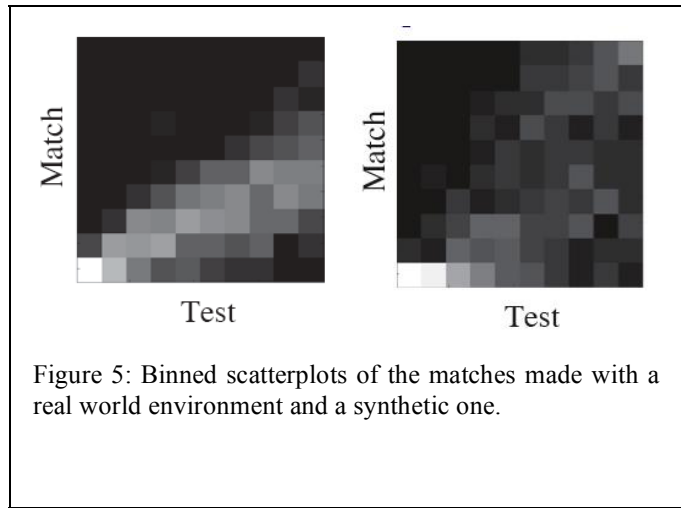 Match
Match
Test
Test
Figure 5: Binned scatterplots of the matches made with a
real world environment and a synthetic one.